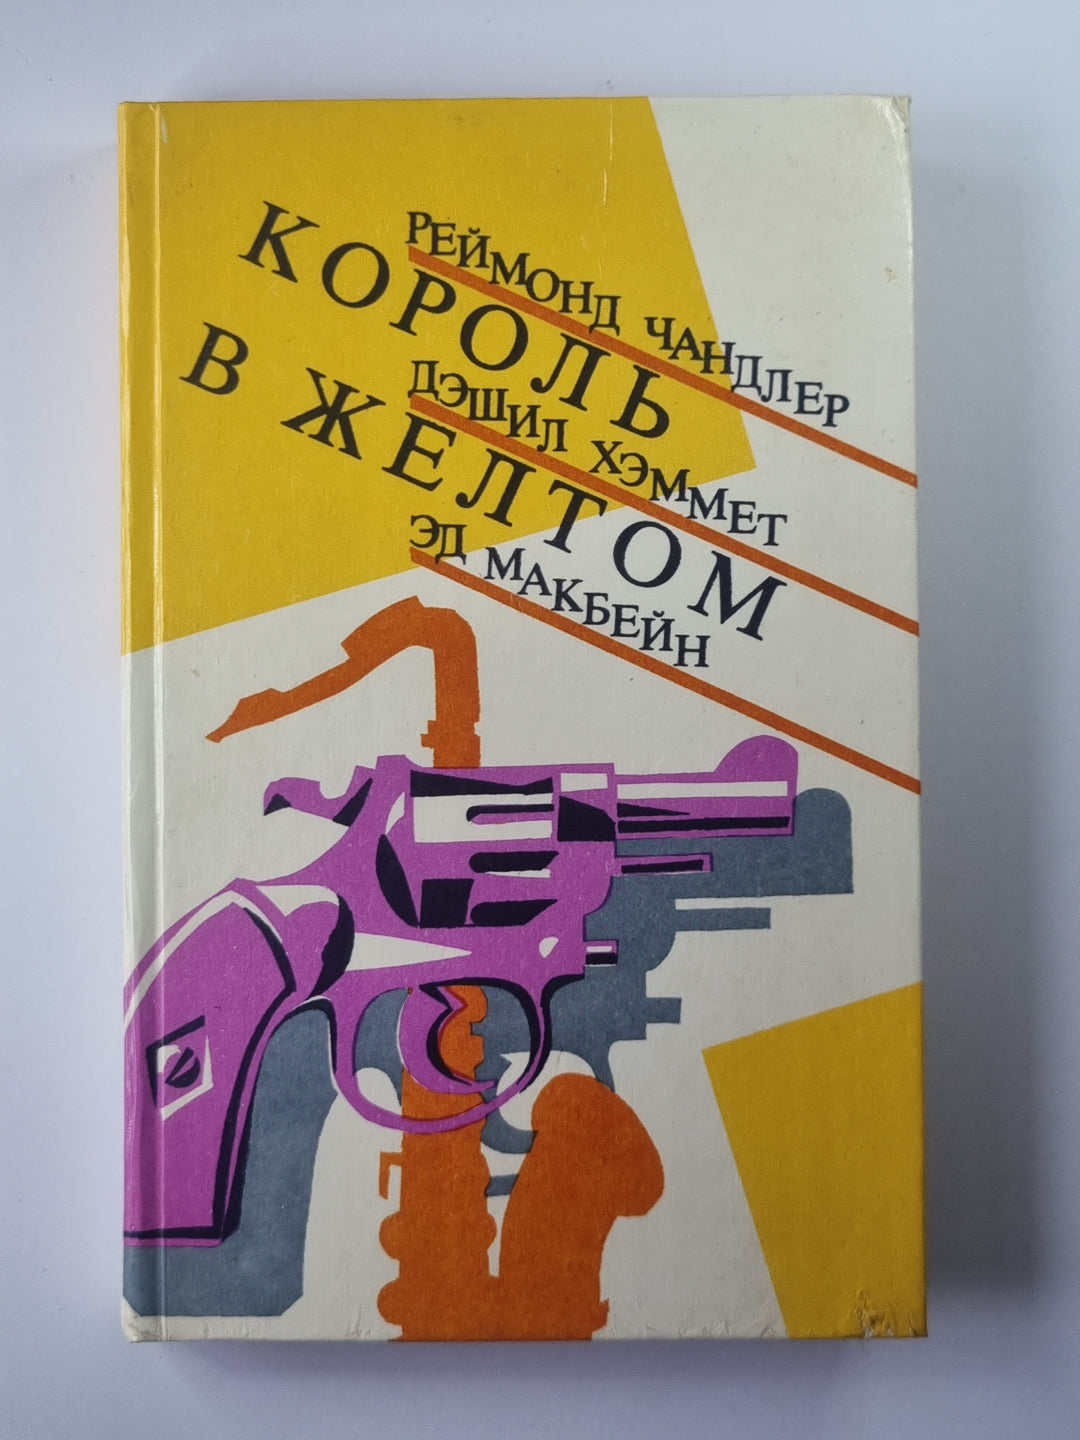 РЕЙМОНД ЧАНДЛЕР
КОРОЛЬ
ДЭШИЛ ХЭММЕТ
В ЖЕЛТОМ
ЭД МАКБЕЙН